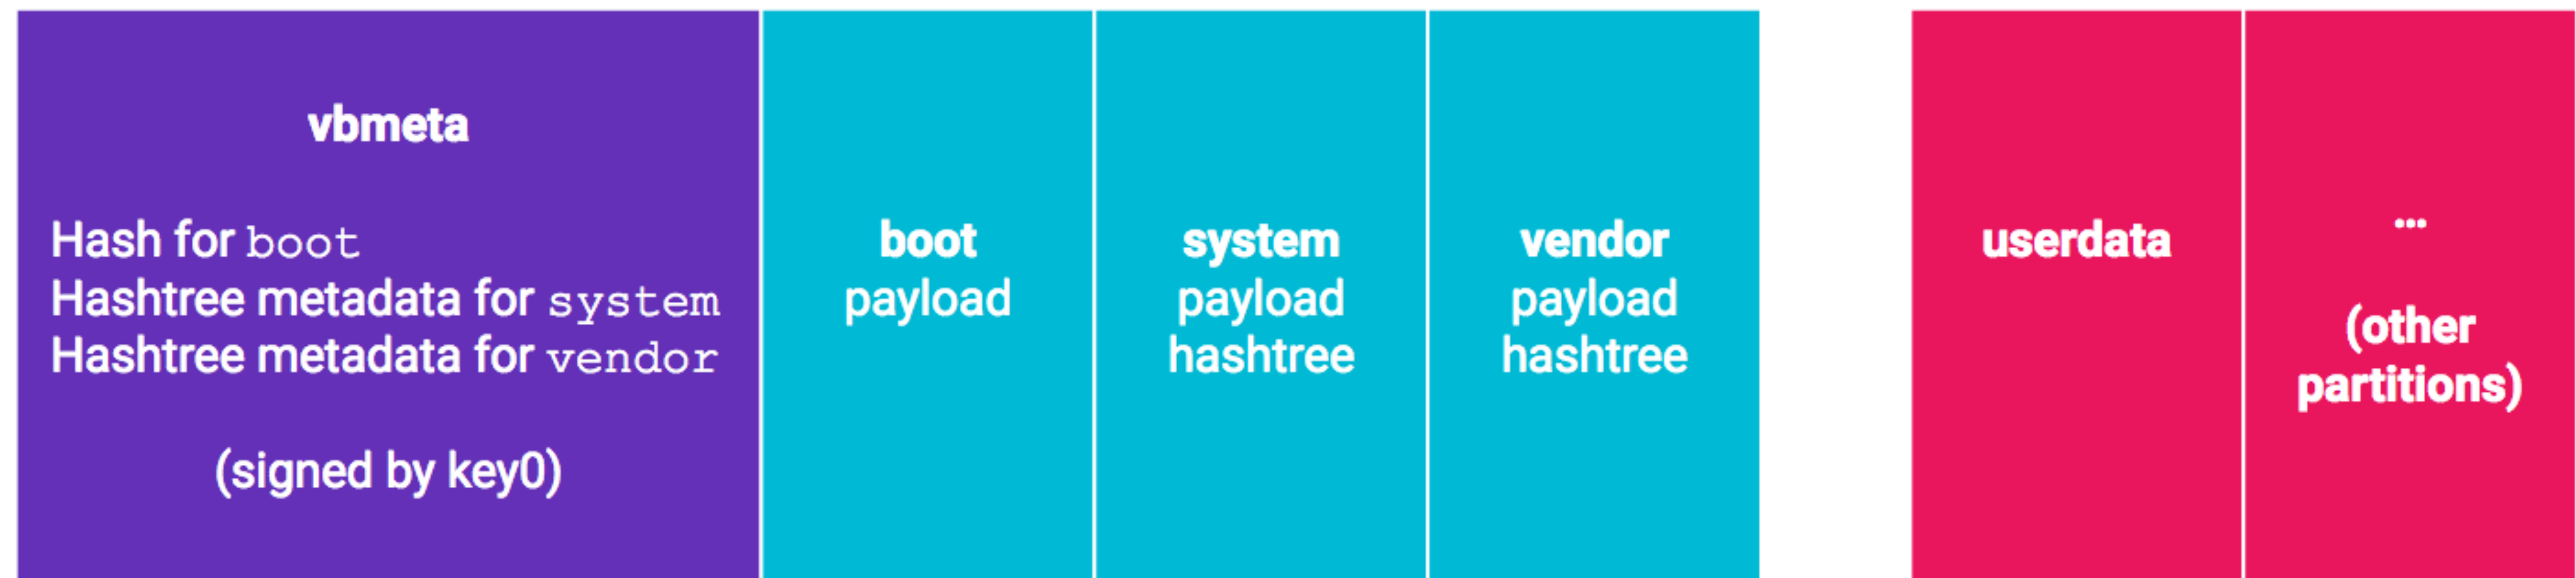 vbmeta
Hash for boot
Hashtree metadata for system
Hashtree metadata for vendor
(signed by key0)
boot
payload
system
payload
hashtree
vendor
payload
hashtree
userdata
...
(other
partitions)